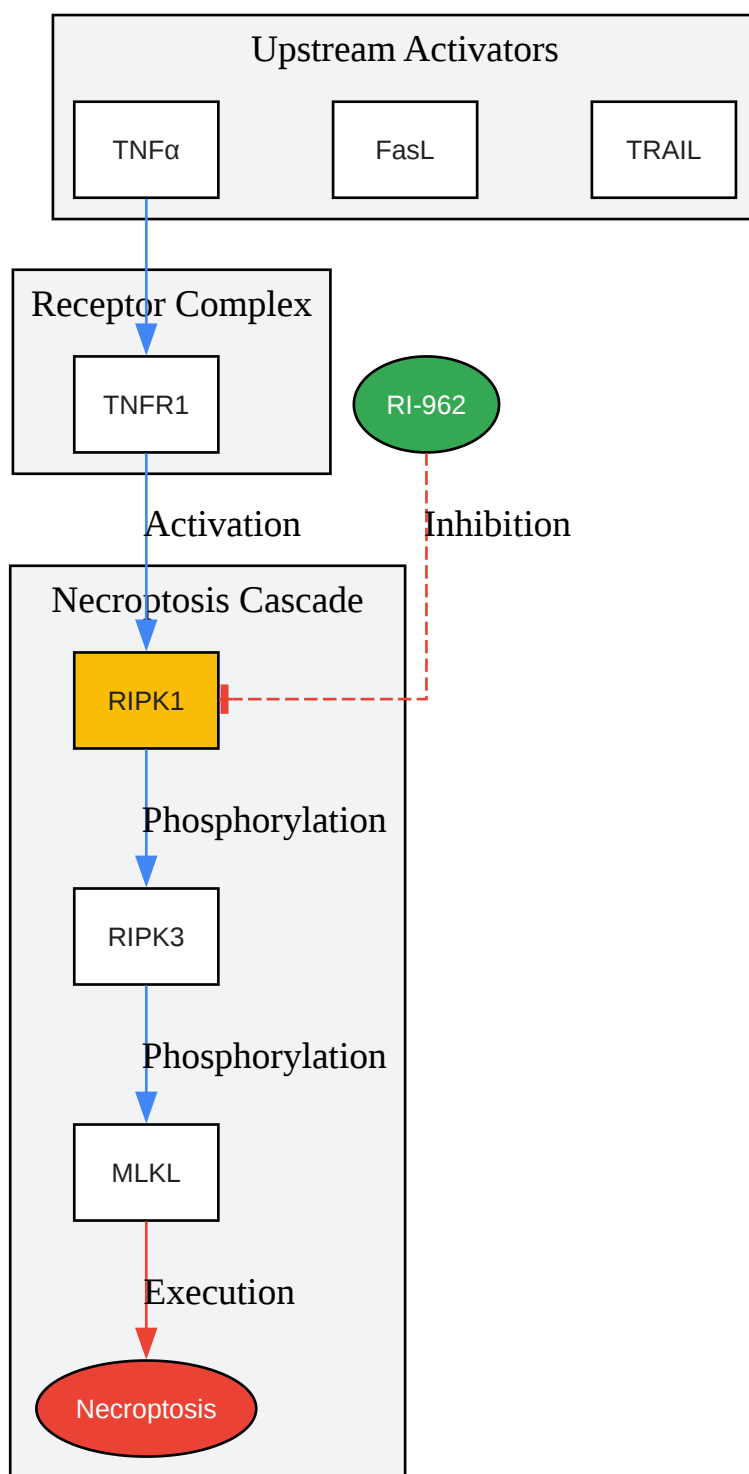 Upstream Activators
TNFα
FasL
TRAIL
Receptor Complex
TNFR1
RI-962
Activation
Inhibition
Necroptosis Cascade
RIPK1
Phosphorylation
RIPK3
Phosphorylation
MLKL
Execution
Necroptosis